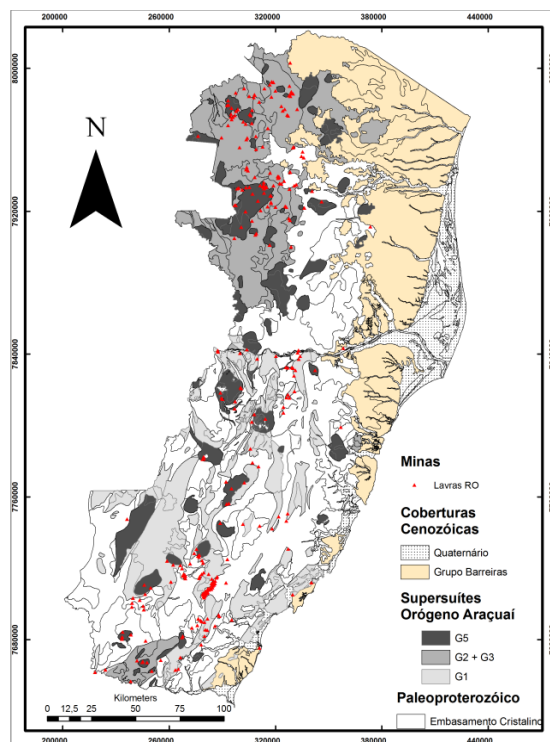 200000 260000 320000 380000 440000
8000000
7920000
7840000
7760000
7680000
N
Minas
Lavras RO
Coberturas
Cenozóicas
Quaternário
Grupo Barreiras
Supersuítes
Orógeno Araçuaí
G5
G2 + G3
G1
Paleoproterozóico
Embasamento Cristalino
Kilometers
0 12,5 25 50 75 100
200000 260000 320000 380000 440000